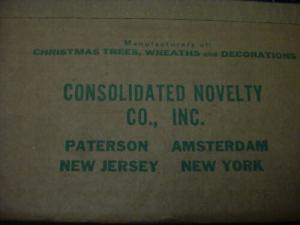 Manufacturers of:
CHRISTMAS TREES, WREATHS and DECORATIONS
CONSOLIDATED NOVELTY
CO., INC.
PATERSON AMSTERDAM
NEW JERSEY NEW YORK